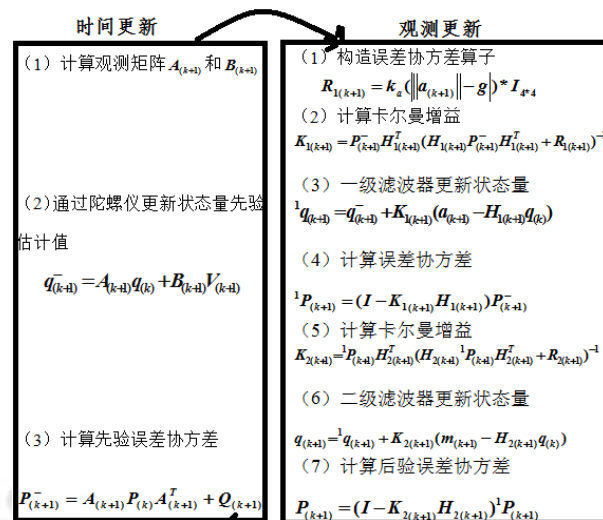 时间更新
（1）计算观测矩阵 A(k+1) 和 B(k+1)
（2）通过陀螺仪更新状态量先验
估计值
q⁻(k+1) = A(k+1)q(k) + B(k+1)V(k+1)
（3）计算先验误差协方差
P⁻(k+1) = A(k+1)P(k)Aᵀ(k+1) + Q(k+1)
观测更新
（1）构造误差协方差算子
R1(k+1) = ka(| ||a(k+1)|| − g|)* I4*4
（2）计算卡尔曼增益
K1(k+1) = P⁻(k+1)Hᵀ1(k+1)(H1(k+1)P⁻(k+1)Hᵀ1(k+1) + R1(k+1))⁻¹
（3）一级滤波器更新状态量
¹q(k+1) = q⁻(k+1) + K1(k+1)(a(k+1) − H1(k+1)q(k))
（4）计算误差协方差
¹P(k+1) = (I − K1(k+1)H1(k+1))P⁻(k+1)
（5）计算卡尔曼增益
K2(k+1) = ¹P(k+1)Hᵀ2(k+1)(H2(k+1)¹P(k+1)Hᵀ2(k+1) + R2(k+1))⁻¹
（6）二级滤波器更新状态量
q(k+1) = ¹q(k+1) + K2(k+1)(m(k+1) − H2(k+1)q(k))
（7）计算后验误差协方差
P(k+1) = (I − K2(k+1)H2(k+1))¹P(k+1)